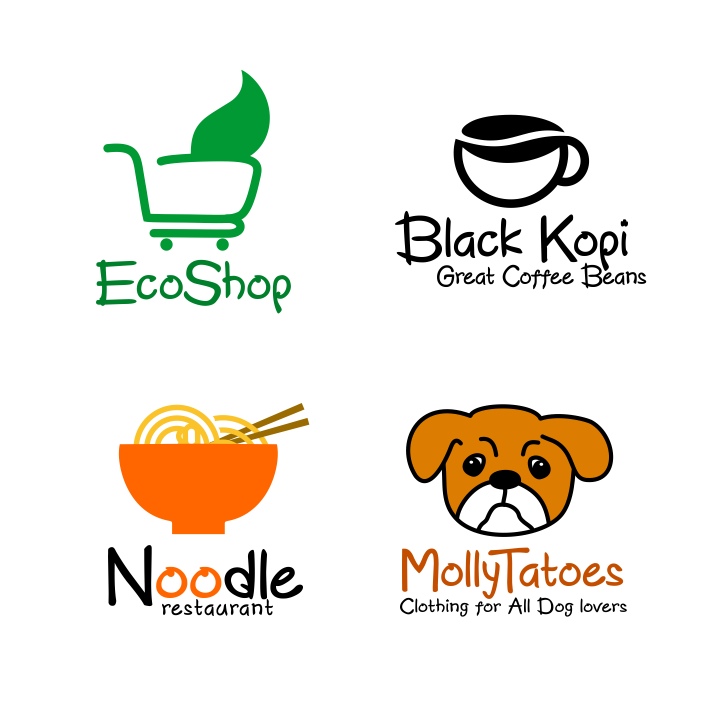 EcoShop
Black Kopi
Great Coffee Beans
Noodle
restaurant
MollyTatoes
Clothing for All Dog lovers